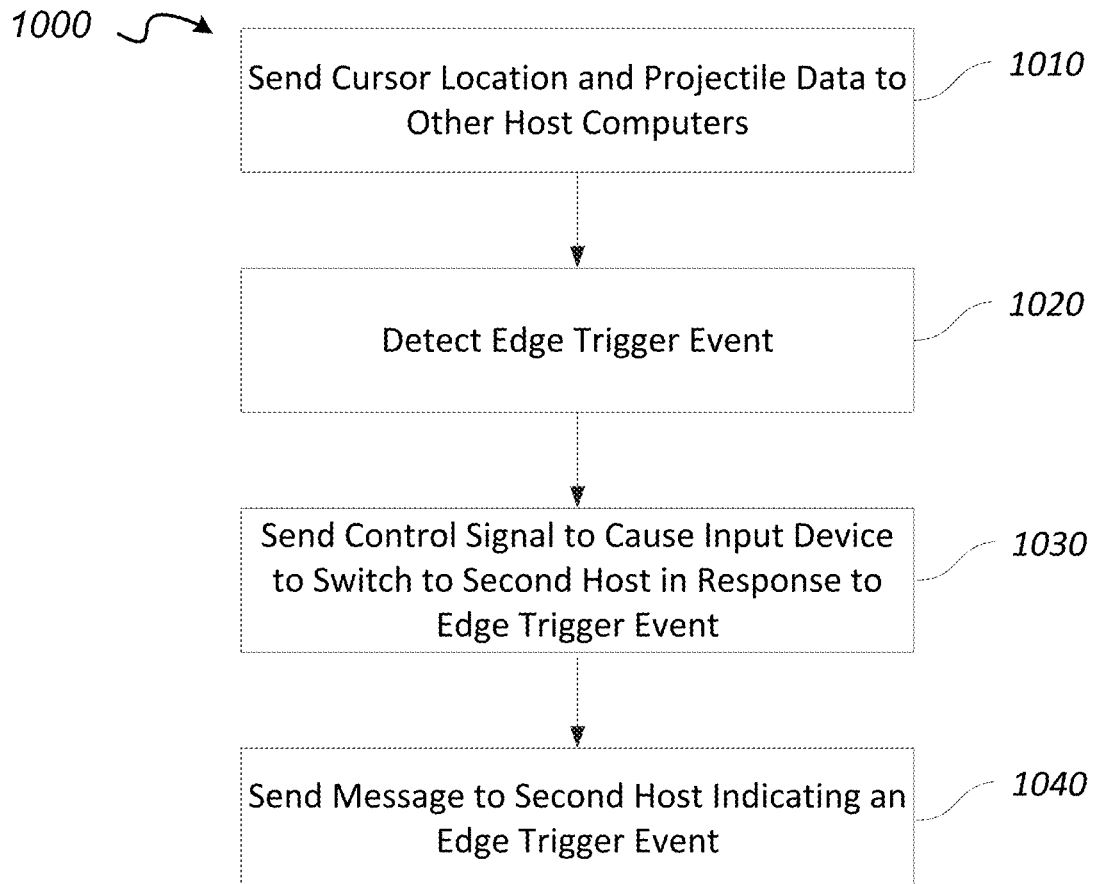 1000
Send Cursor Location and Projectile Data to
Other Host Computers
1010
Detect Edge Trigger Event
1020
Send Control Signal to Cause Input Device
to Switch to Second Host in Response to
Edge Trigger Event
1030
Send Message to Second Host Indicating an
Edge Trigger Event
1040